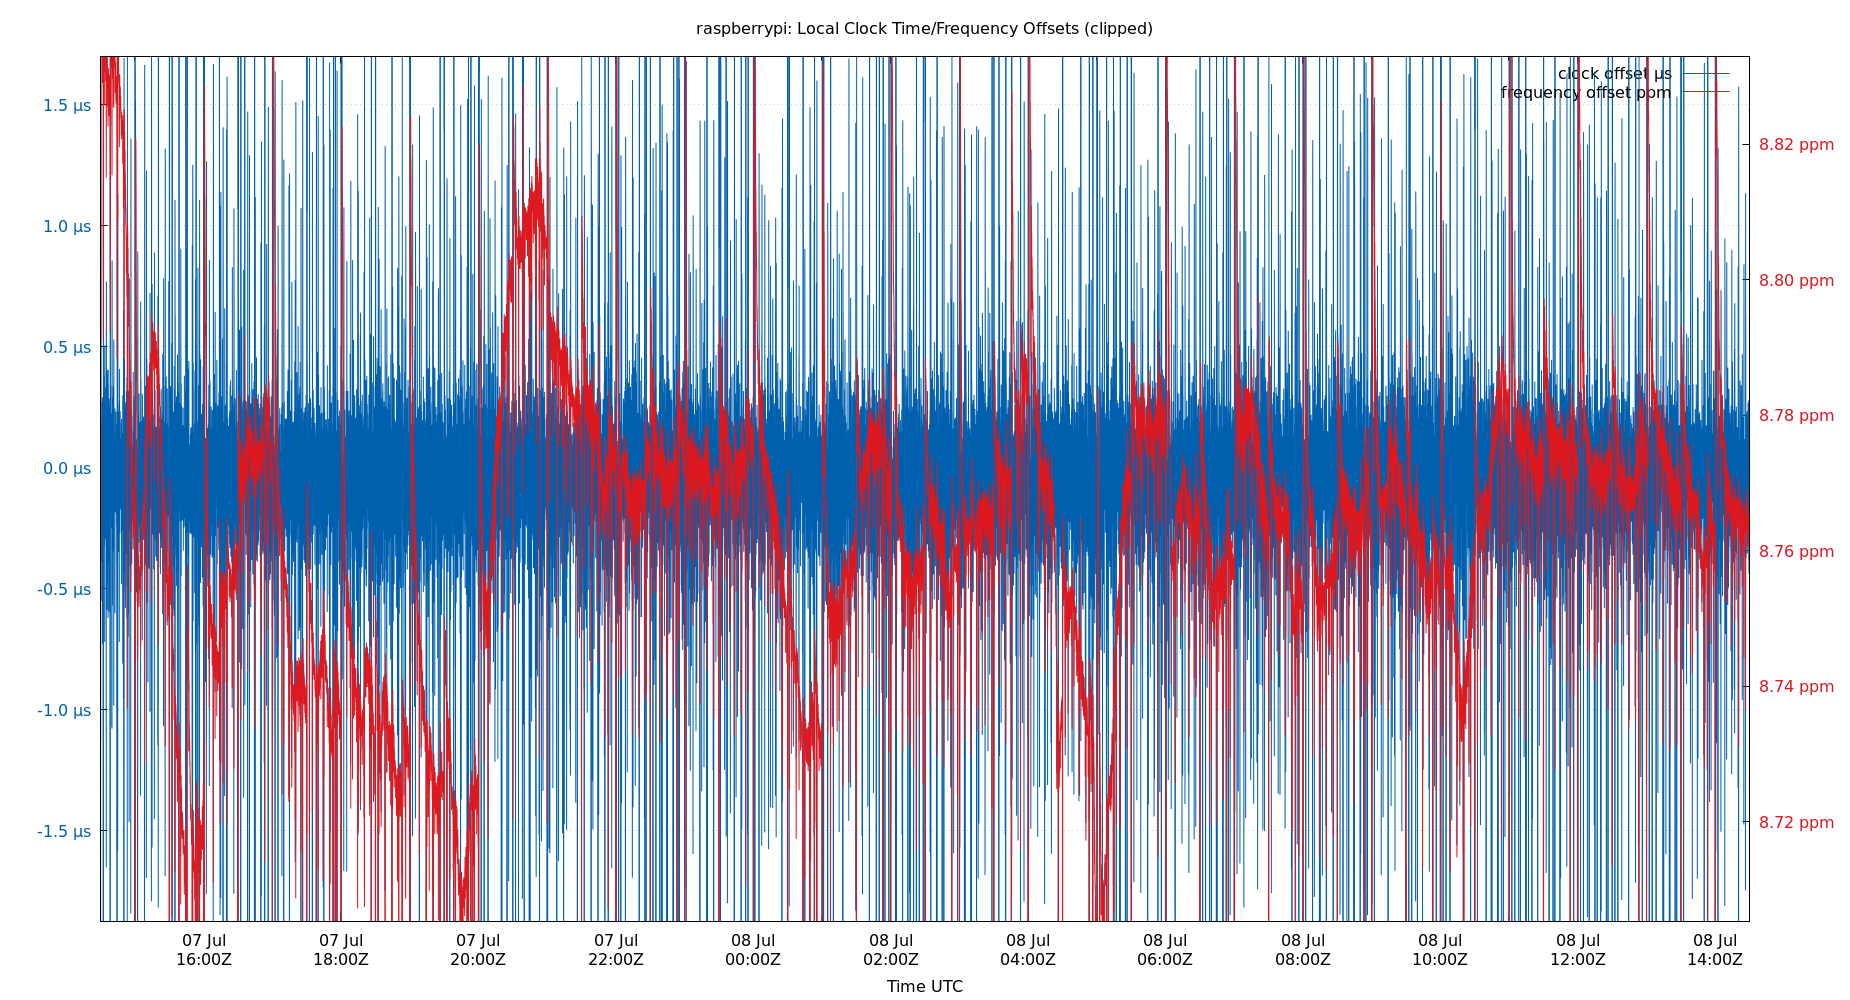 raspberrypi: Local Clock Time/Frequency Offsets (clipped)
clock offset µs
frequency offset ppm
1.5 µs
1.0 µs
0.5 µs
0.0 µs
-0.5 µs
-1.0 µs
-1.5 µs
8.82 ppm
8.80 ppm
8.78 ppm
8.76 ppm
8.74 ppm
8.72 ppm
07 Jul 07 Jul 07 Jul 07 Jul 08 Jul 08 Jul 08 Jul 08 Jul 08 Jul 08 Jul 08 Jul 08 Jul
16:00Z 18:00Z 20:00Z 22:00Z 00:00Z 02:00Z 04:00Z 06:00Z 08:00Z 10:00Z 12:00Z 14:00Z
Time UTC